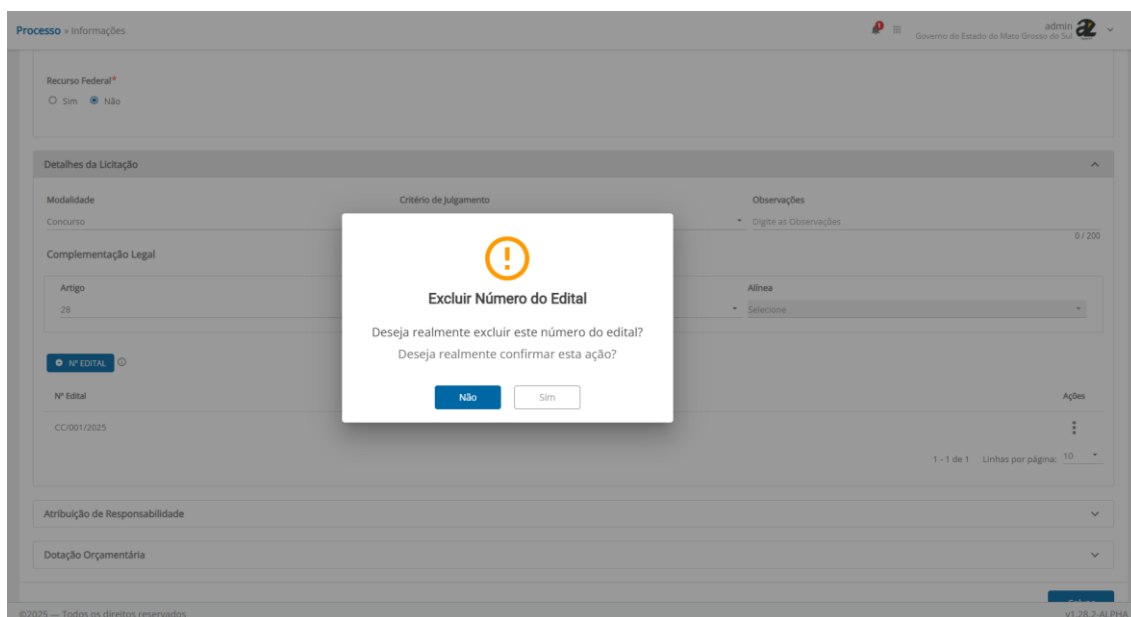 Processo » Informações
1
admin
Governo do Estado do Mato Grosso do Sul
Recurso Federal*
Sim Não
Detalhes da Licitação
Modalidade Critério de Julgamento Observações
Concurso Digite as Observações
0 / 200
Complementação Legal
Artigo Alínea
28 Selecione
Excluir Número do Edital
Deseja realmente excluir este número do edital?
Deseja realmente confirmar esta ação?
Não Sim
Nº EDITAL
Nº Edital Ações
CC/001/2025
1 - 1 de 1 Linhas por página: 10
Atribuição de Responsabilidade
Dotação Orçamentária
©2025 — Todos os direitos reservados
v1.28.2-ALPHA